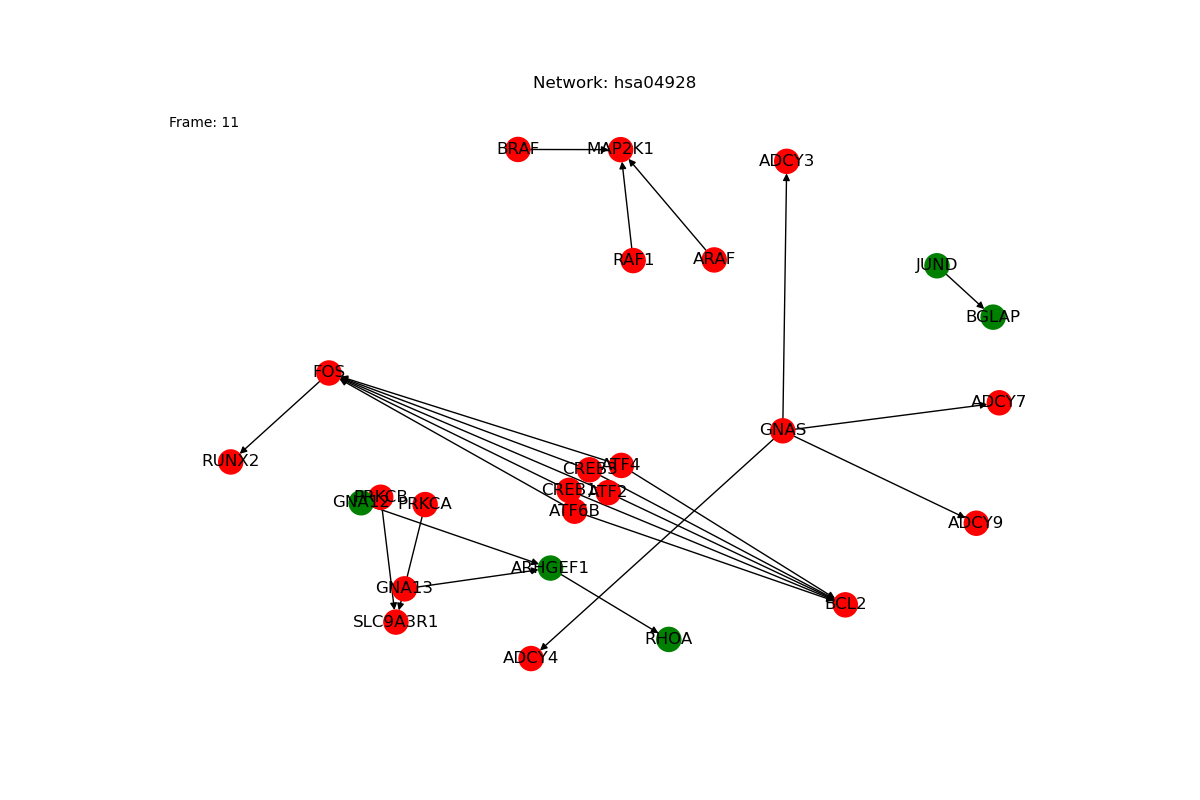 Network: hsa04928
Frame: 11
BRAF
MAP2K1
ADCY3
RAF1
ARAF
JUND
BGLAP
FOS
ADCY7
GNAS
RUNX2
ATF4
CREB3
CREB1
ATF2
PRKCB
GNA12
PRKCA
ATF6B
ADCY9
ARHGEF1
GNA13
BCL2
SLC9A3R1
RHOA
ADCY4